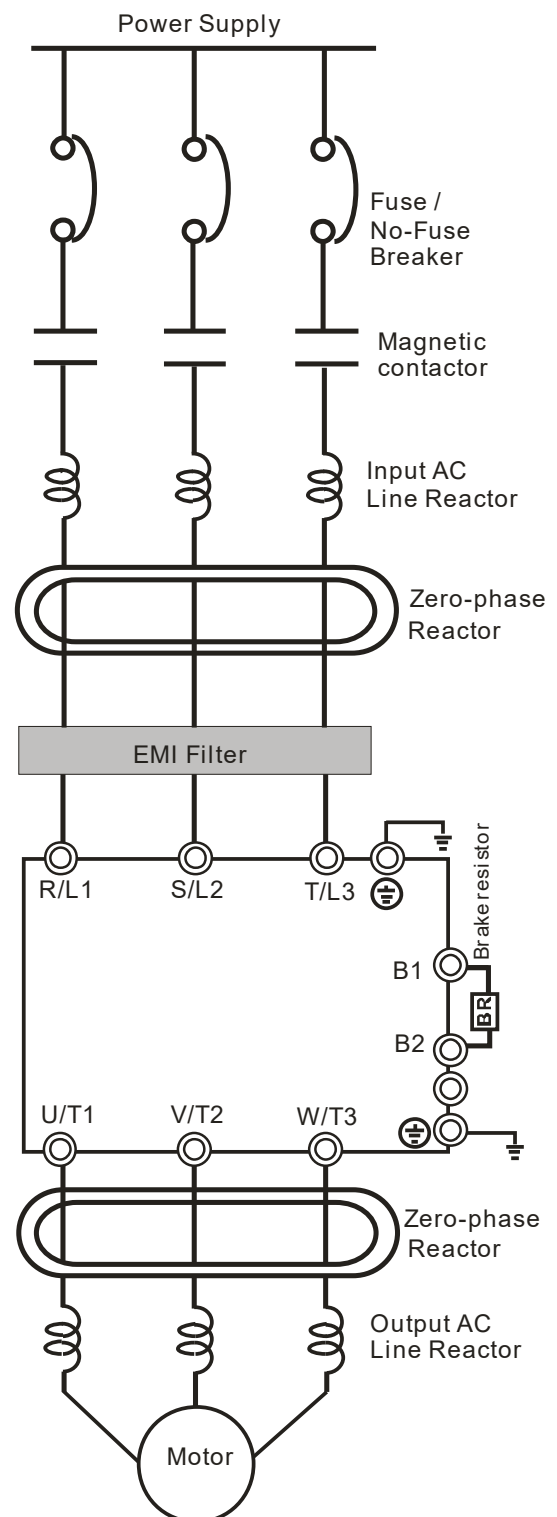 Power Supply
Fuse /
No-Fuse
Breaker
Magnetic
contactor
Input AC
Line Reactor
Zero-phase
Reactor
EMI Filter
R/L1
S/L2
T/L3
Brake resistor
B1
BR
B2
U/T1
V/T2
W/T3
Zero-phase
Reactor
Output AC
Line Reactor
Motor